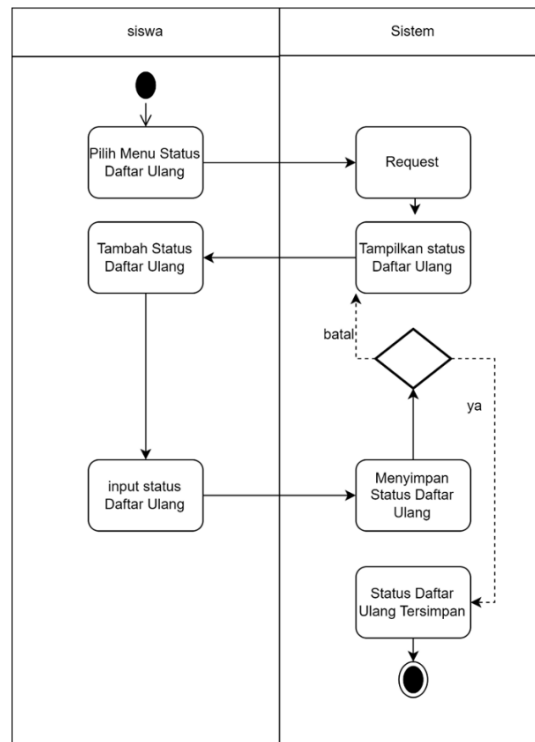 siswa
Sistem
Pilih Menu Status
Daftar Ulang
Request
Tambah Status
Daftar Ulang
Tampilkan status
Daftar Ulang
batal
ya
input status
Daftar Ulang
Menyimpan
Status Daftar
Ulang
Status Daftar
Ulang Tersimpan